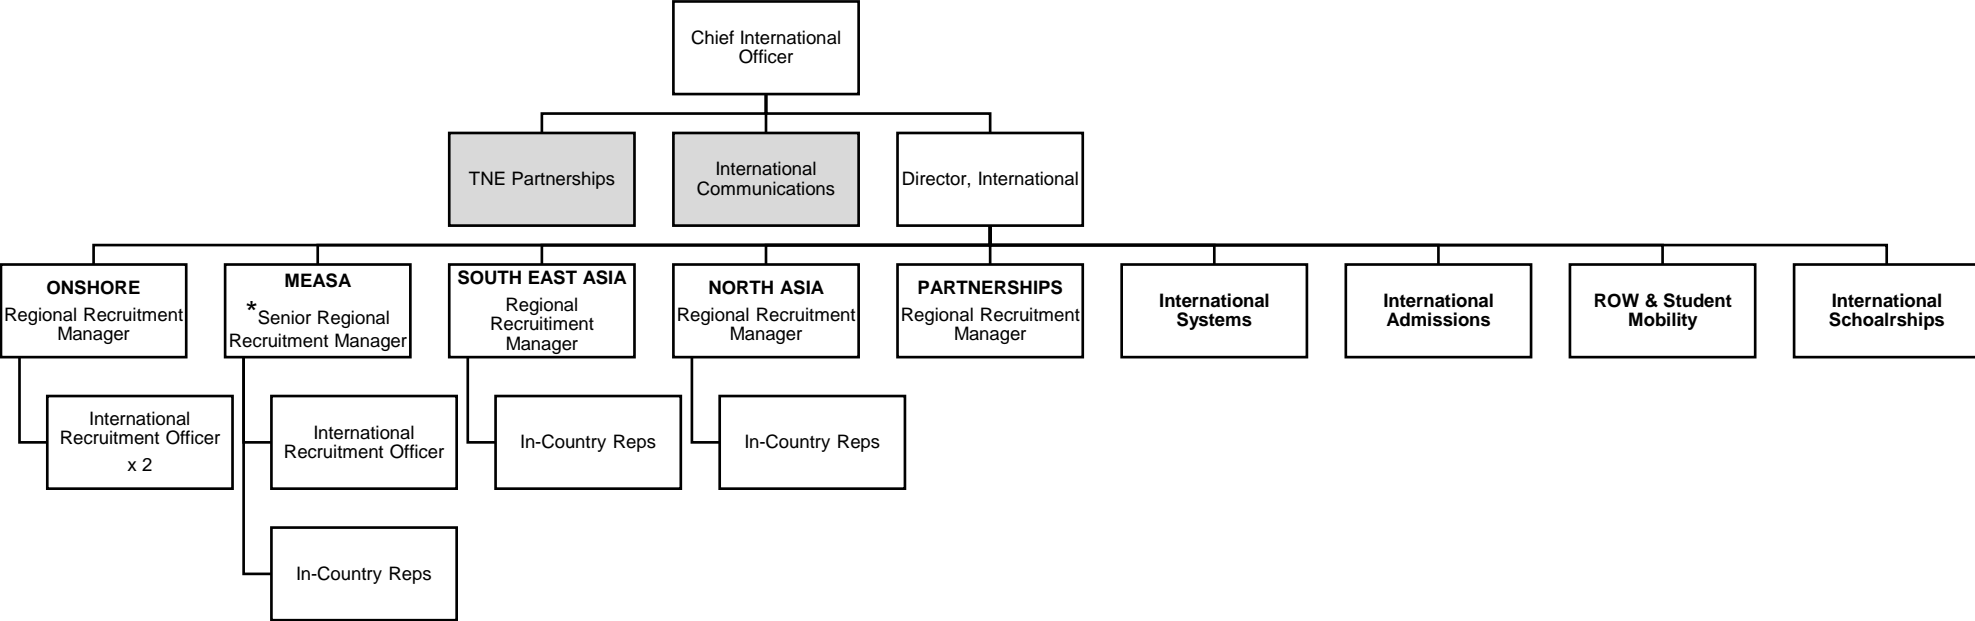 Chief International
Officer
TNE Partnerships
International
Communications
Director, International
ONSHORE
Regional Recruitment
Manager
MEASA
*Senior Regional
Recruitment Manager
SOUTH EAST ASIA
Regional
Recruitiment
Manager
NORTH ASIA
Regional Recruitment
Manager
PARTNERSHIPS
Regional Recruitment
Manager
International
Systems
International
Admissions
ROW & Student
Mobility
International
Schoalrships
International
Recruitment Officer
x 2
International
Recruitment Officer
In-Country Reps
In-Country Reps
In-Country Reps